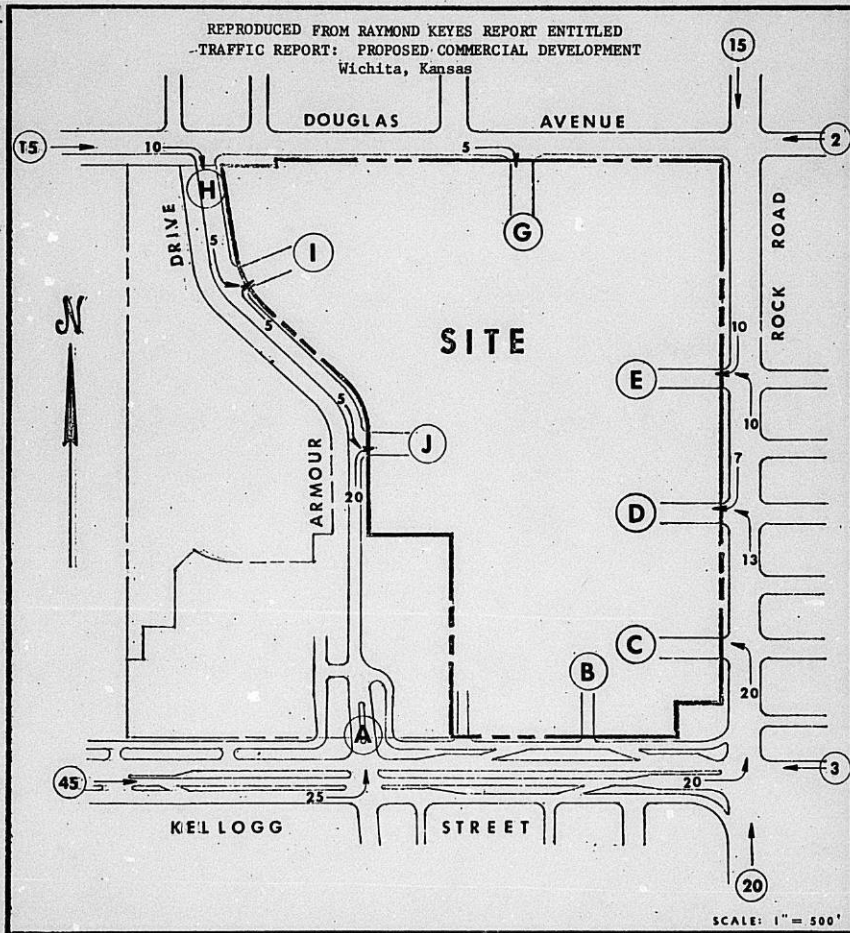 REPRODUCED FROM RAYMOND KEYES REPORT ENTITLED
TRAFFIC REPORT: PROPOSED COMMERCIAL DEVELOPMENT
Wichita, Kansas
15
DOUGLAS AVENUE
2
15
10
5
H
DRIVE
5
I
G
ROCK ROAD
N
5
SITE
10
E
5
10
J
7
ARMOUR
20
D
13
C
B
20
A
45
20
3
25
KELLOGG STREET
20
SCALE: 1" = 500'